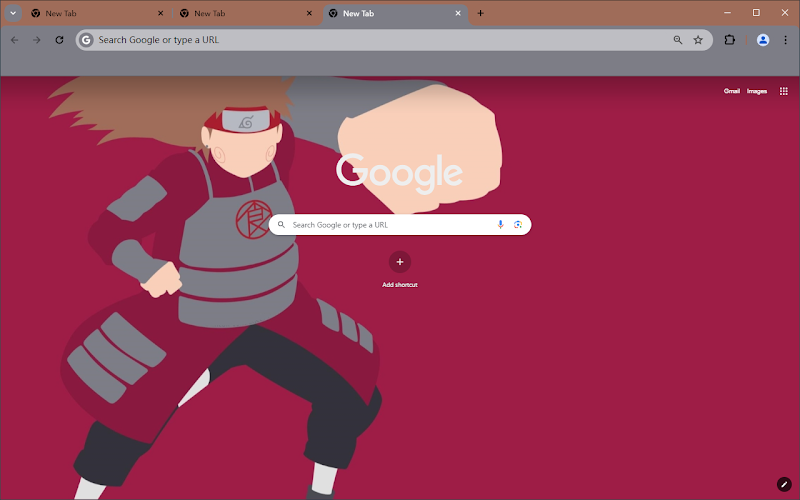 New Tab
New Tab
New Tab
Search Google or type a URL
Gmail Images
食
Google
Search Google or type a URL
Add shortcut